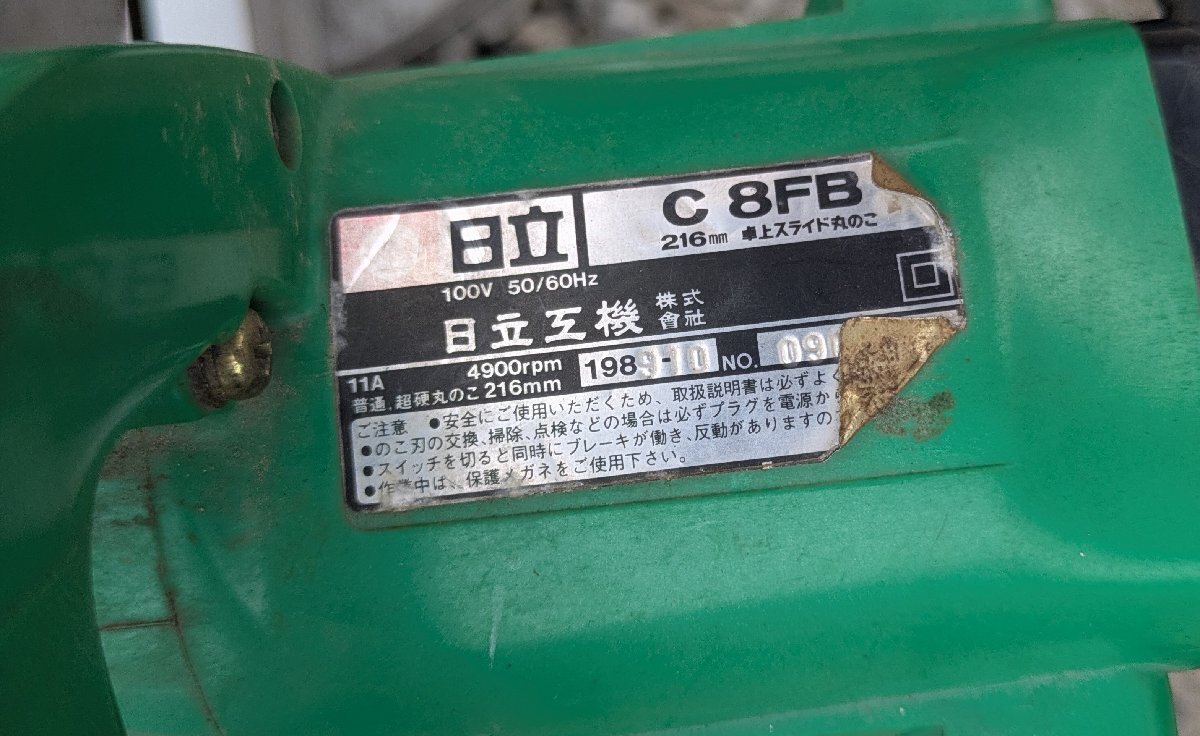 日立
C 8FB
216mm 卓上スライド丸のこ
100V 50/60Hz
日立工機 株式會社
11A 4900rpm
普通、超硬丸のこ 216mm
1989-10 NO. 090
ご注意 ●安全にご使用いただくため、取扱説明書は必ずよく
●のこ刃の交換、掃除、点検などの場合は必ずプラグを電源か
●スイッチを切ると同時にブレーキが働き、反動がありますの
●作業中は、保護メガネをご使用下さい。